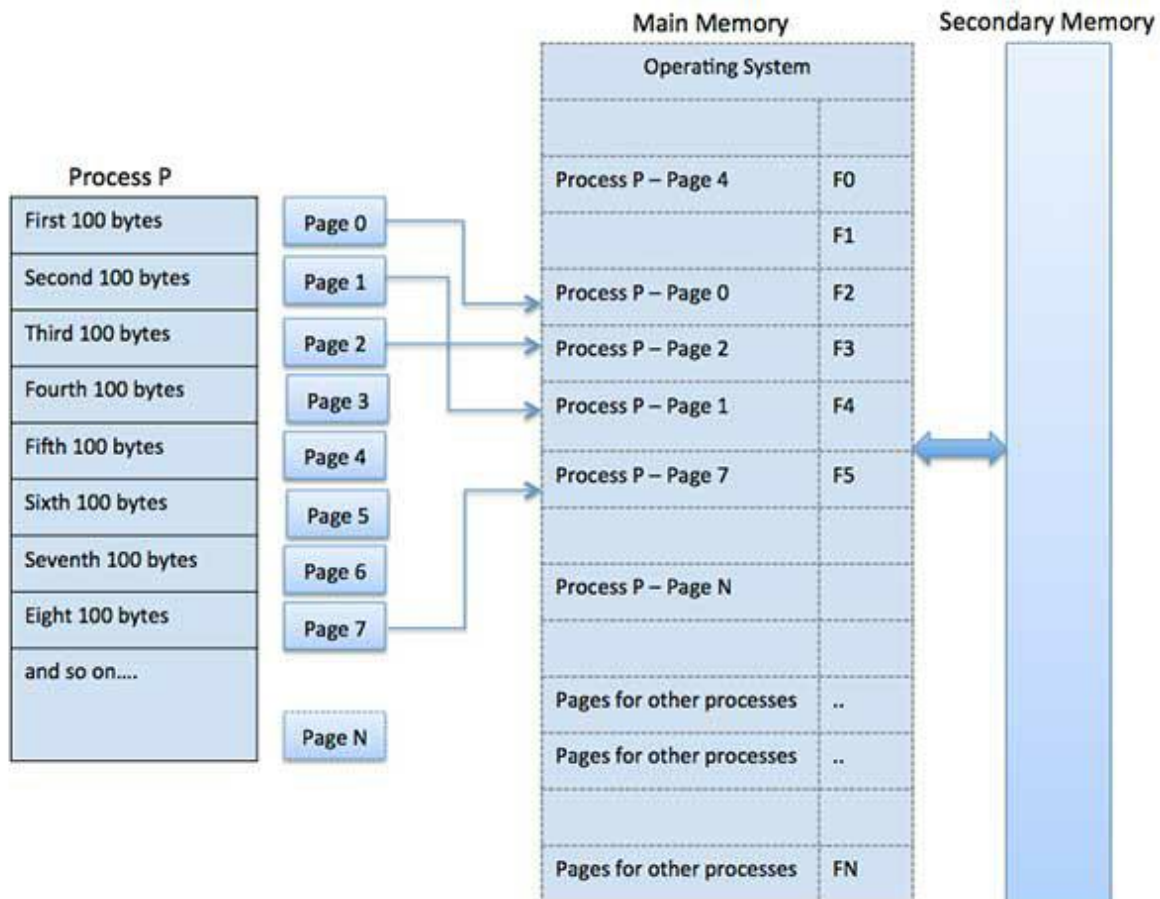 Main Memory
Secondary Memory
Operating System
Process P
First 100 bytes
Second 100 bytes
Third 100 bytes
Fourth 100 bytes
Fifth 100 bytes
Sixth 100 bytes
Seventh 100 bytes
Eight 100 bytes
and so on....
Page 0
Page 1
Page 2
Page 3
Page 4
Page 5
Page 6
Page 7
Page N
Process P – Page 4 F0
F1
Process P – Page 0 F2
Process P – Page 2 F3
Process P – Page 1 F4
Process P – Page 7 F5
Process P – Page N
Pages for other processes ..
Pages for other processes ..
Pages for other processes FN